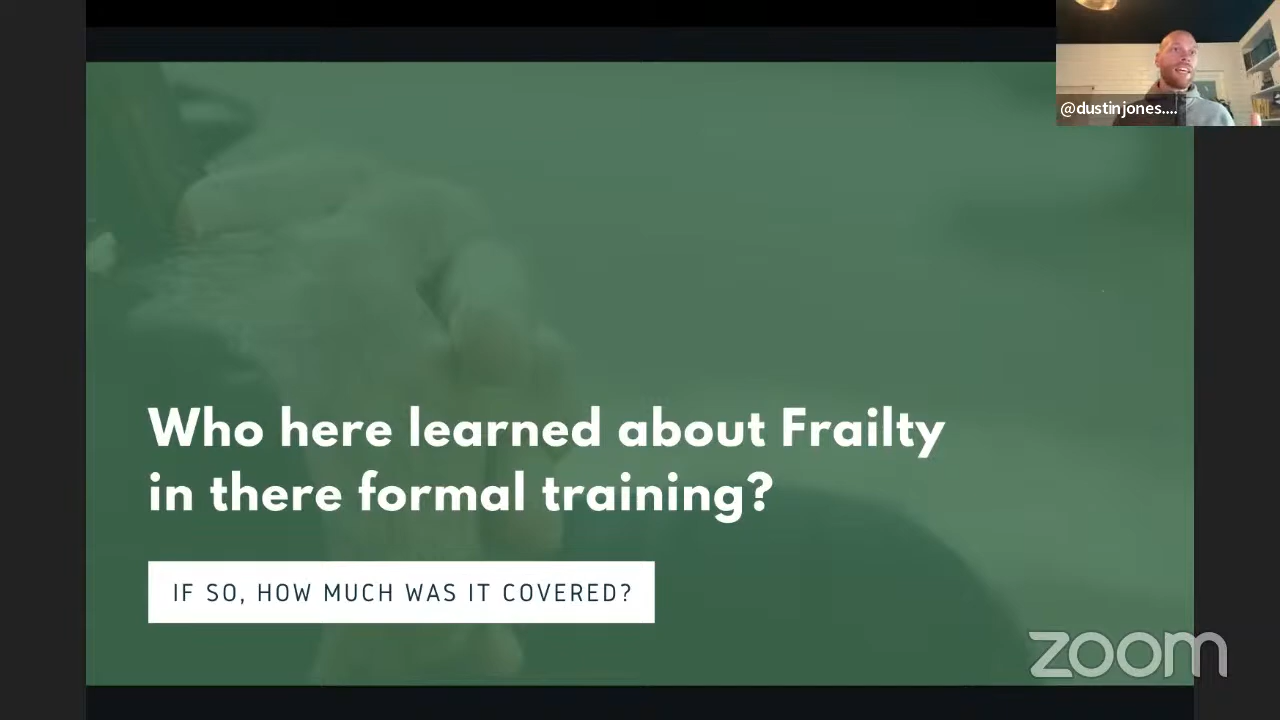 @dustinjones....
Who here learned about Frailty
in there formal training?
IF SO, HOW MUCH WAS IT COVERED?
zoom